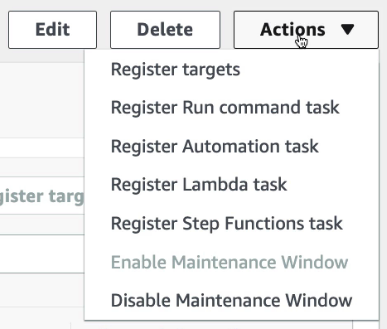 Edit Delete Actions
Register targets
Register Run command task
Register Automation task
gister targ
Register Lambda task
Register Step Functions task
Enable Maintenance Window
Disable Maintenance Window